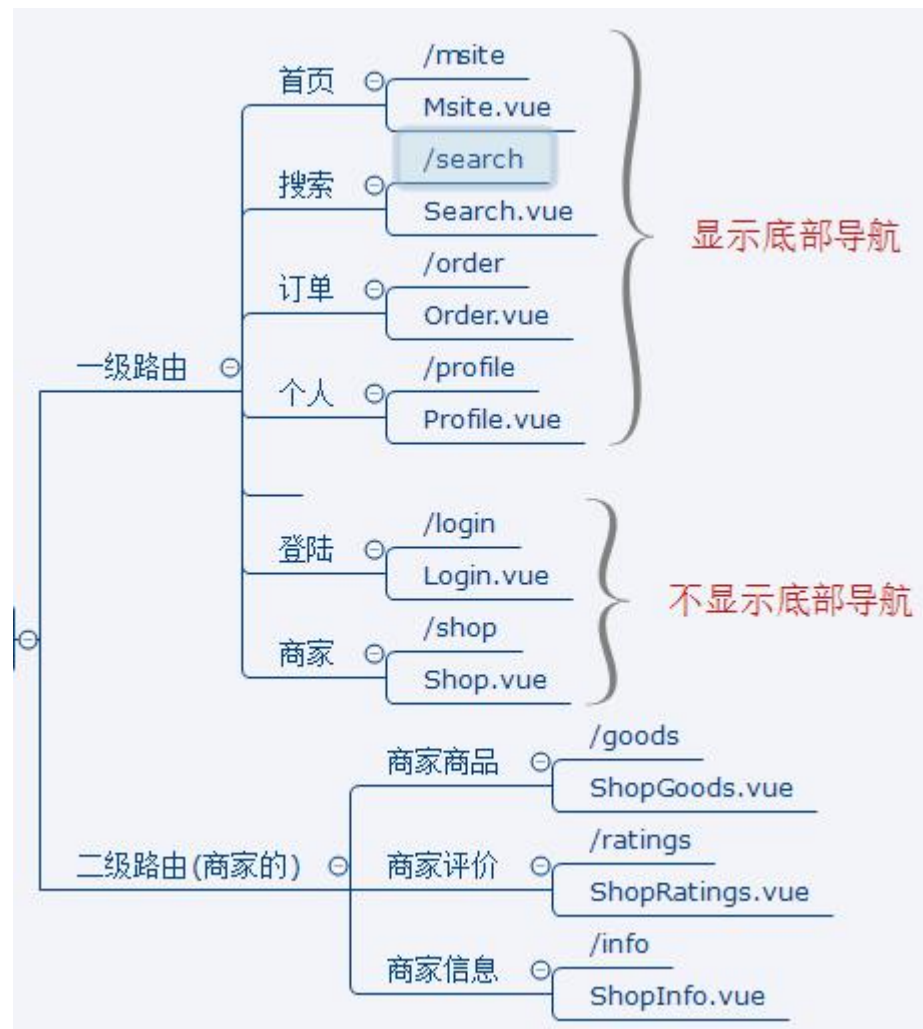 首页
/msite
Msite.vue
搜索
/search
Search.vue
显示底部导航
订单
/order
Order.vue
一级路由
个人
/profile
Profile.vue
登陆
/login
Login.vue
不显示底部导航
商家
/shop
Shop.vue
二级路由(商家的)
商家商品
/goods
ShopGoods.vue
商家评价
/ratings
ShopRatings.vue
商家信息
/info
ShopInfo.vue